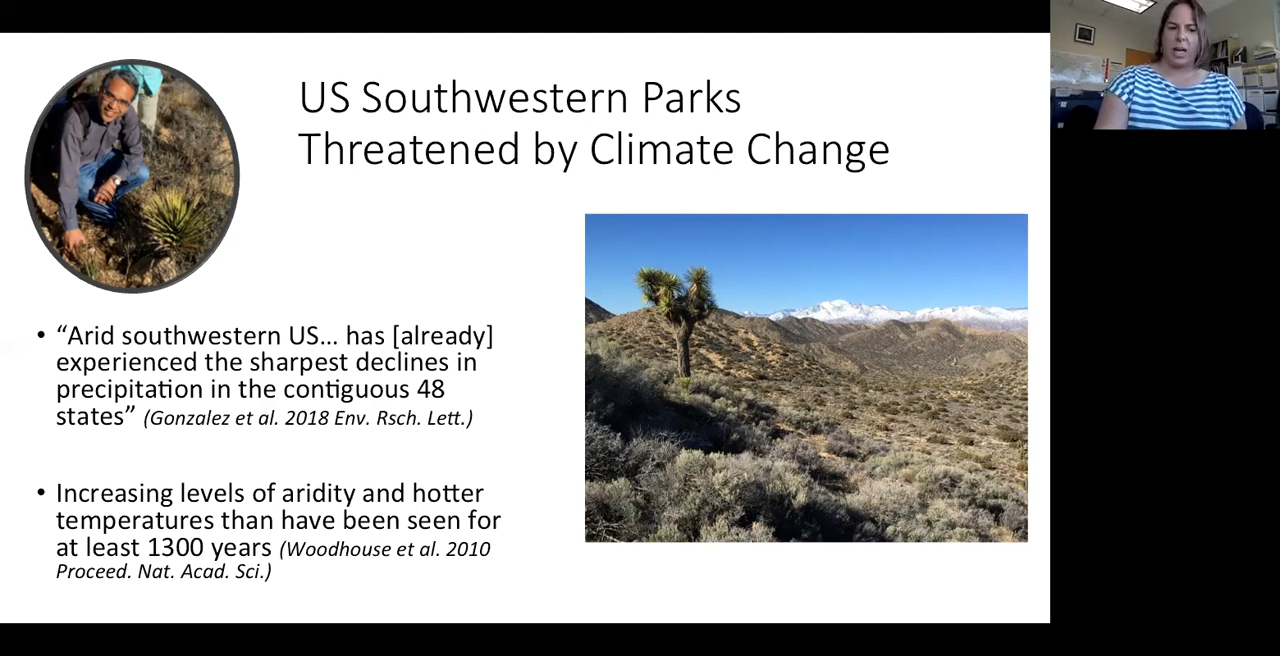 US Southwestern Parks
Threatened by Climate Change
• “Arid southwestern US... has [already]
experienced the sharpest declines in
precipitation in the contiguous 48
states” (Gonzalez et al. 2018 Env. Rsch. Lett.)
• Increasing levels of aridity and hotter
temperatures than have been seen for
at least 1300 years (Woodhouse et al. 2010
Proceed. Nat. Acad. Sci.)